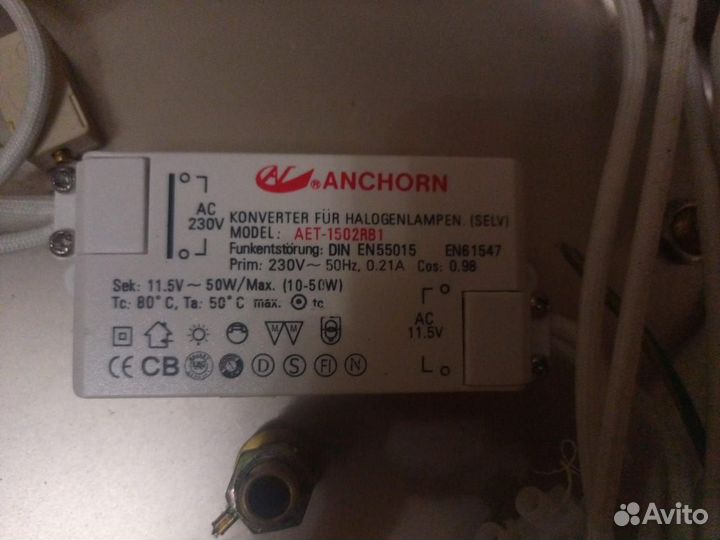 AL® ANCHORN
AC
230V
KONVERTER FÜR HALOGENLAMPEN. (SELV)
MODEL: AET-1502RB1
Funkentstörung: DIN EN55015 EN61547
Prim: 230V~ 50Hz, 0.21A Cos: 0.98
Sek: 11.5V~ 50W/Max. (10-50W)
Tc: 80°C, Ta: 50°C max. tc
AC
11.5V
M M
CE CB D S FI N
Avito